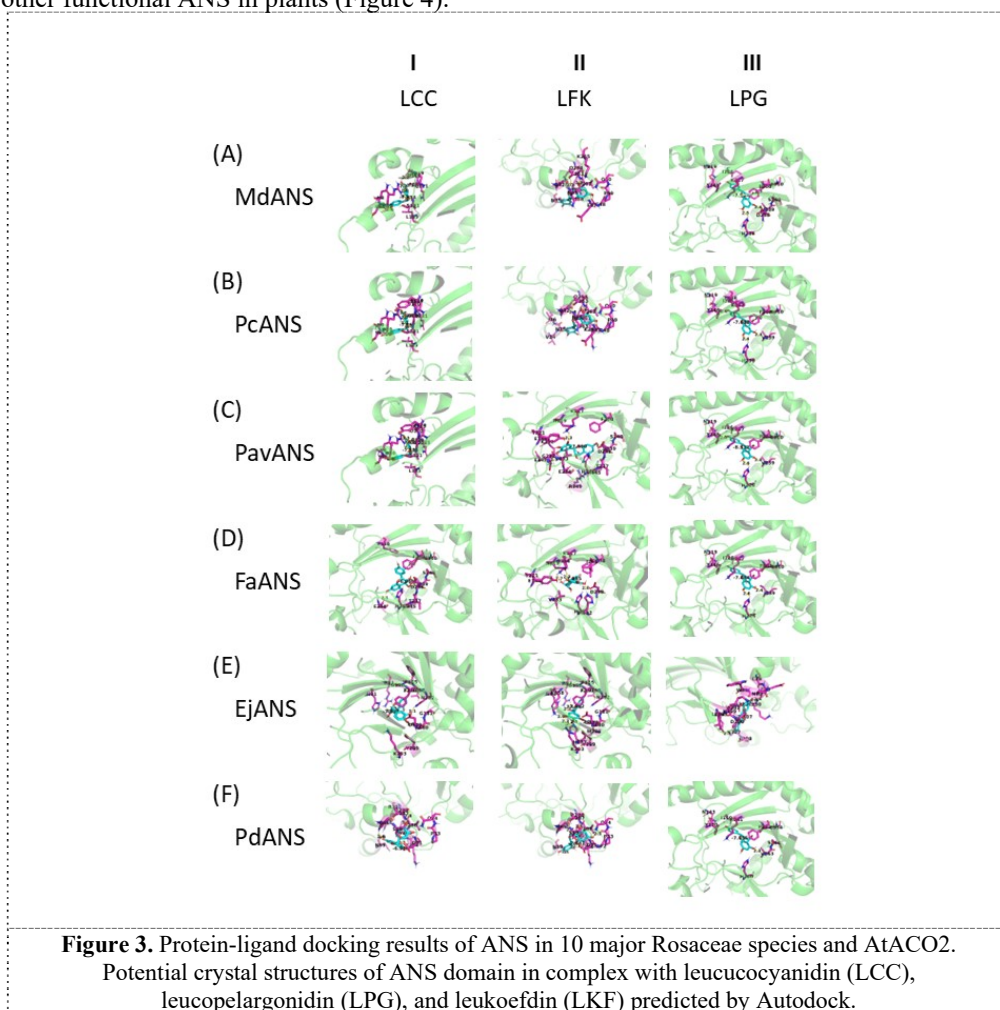 other functional ANS in plants (Figure 4).
I II III
LCC LFK LPG
(A)
MdANS
(B)
PcANS
(C)
PavANS
(D)
FaANS
(E)
EjANS
(F)
PdANS
Figure 3. Protein-ligand docking results of ANS in 10 major Rosaceae species and AtACO2.
Potential crystal structures of ANS domain in complex with leucucocyanidin (LCC),
leucopelargonidin (LPG), and leukoefdin (LKF) predicted by Autodock.